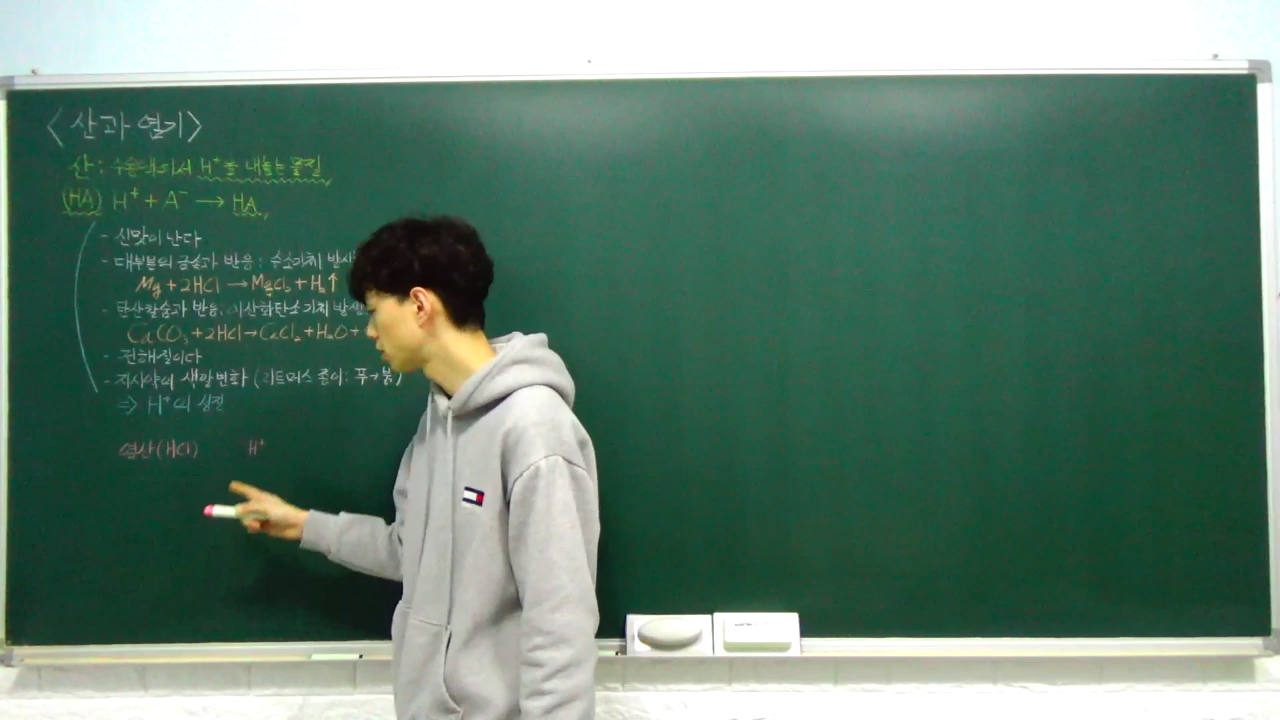 <산과 염기>
산: 수용액에서 H⁺을 내놓는 물질
(HA) H⁺ + A⁻ → HA
- 신맛이 난다
- 대부분의 금속과 반응: 수소기체 발생
Mg + 2HCl → MgCl₂ + H₂↑
- 탄산칼슘과 반응: 이산화탄소 기체 발생
CaCO₃ + 2HCl → CaCl₂ + H₂O +
- 전해질이다
- 지시약의 색깔변화 (리트머스 종이: 푸→붉)
⇒ H⁺의 성질
염산(HCl) H⁺